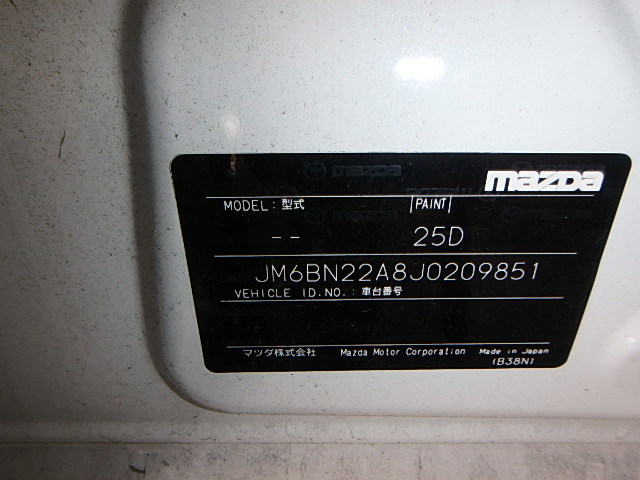 mazda
MODEL : 型式 PAINT
-- 25D
JM6BN22A8J0209851
VEHICLE ID.NO. : 車台番号
マツダ株式会社 Mazda Motor Corporation Made in Japan
(B38N)